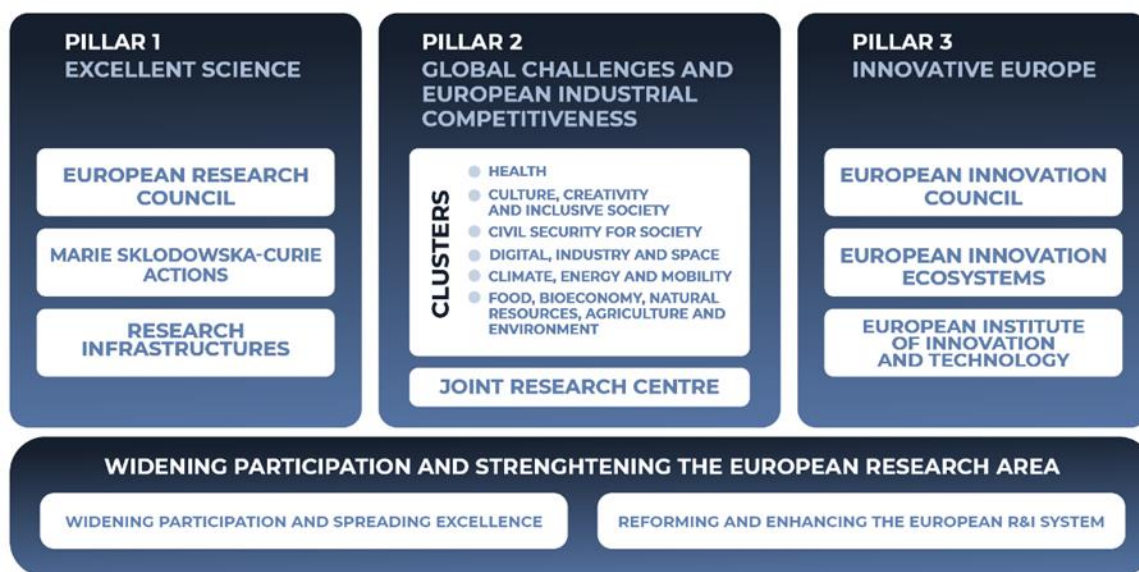 PILLAR 1
EXCELLENT SCIENCE
EUROPEAN RESEARCH
COUNCIL
MARIE SKLODOWSKA-CURIE
ACTIONS
RESEARCH
INFRASTRUCTURES
PILLAR 2
GLOBAL CHALLENGES AND
EUROPEAN INDUSTRIAL
COMPETITIVENESS
CLUSTERS
HEALTH
CULTURE, CREATIVITY
AND INCLUSIVE SOCIETY
CIVIL SECURITY FOR SOCIETY
DIGITAL, INDUSTRY AND SPACE
CLIMATE, ENERGY AND MOBILITY
FOOD, BIOECONOMY, NATURAL
RESOURCES, AGRICULTURE AND
ENVIRONMENT
JOINT RESEARCH CENTRE
PILLAR 3
INNOVATIVE EUROPE
EUROPEAN INNOVATION
COUNCIL
EUROPEAN INNOVATION
ECOSYSTEMS
EUROPEAN INSTITUTE
OF INNOVATION
AND TECHNOLOGY
WIDENING PARTICIPATION AND STRENGHTENING THE EUROPEAN RESEARCH AREA
WIDENING PARTICIPATION AND SPREADING EXCELLENCE
REFORMING AND ENHANCING THE EUROPEAN R&I SYSTEM